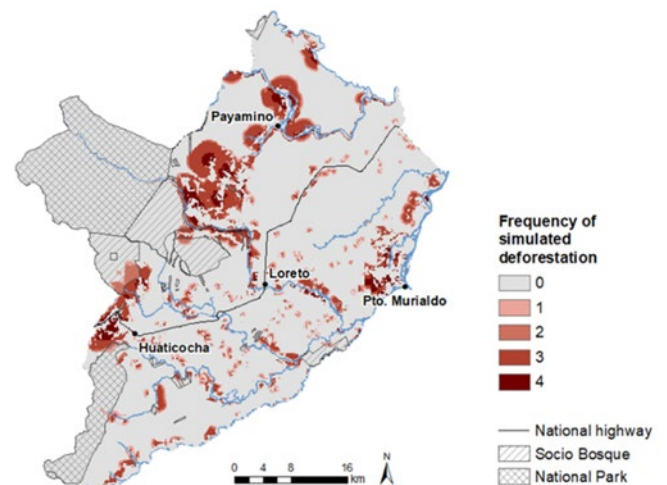 Payamino
Loreto
Pto. Murialdo
Huaticocha
0 4 8 16
km
N
Frequency of
simulated
deforestation
0
1
2
3
4
National highway
Socio Bosque
National Park